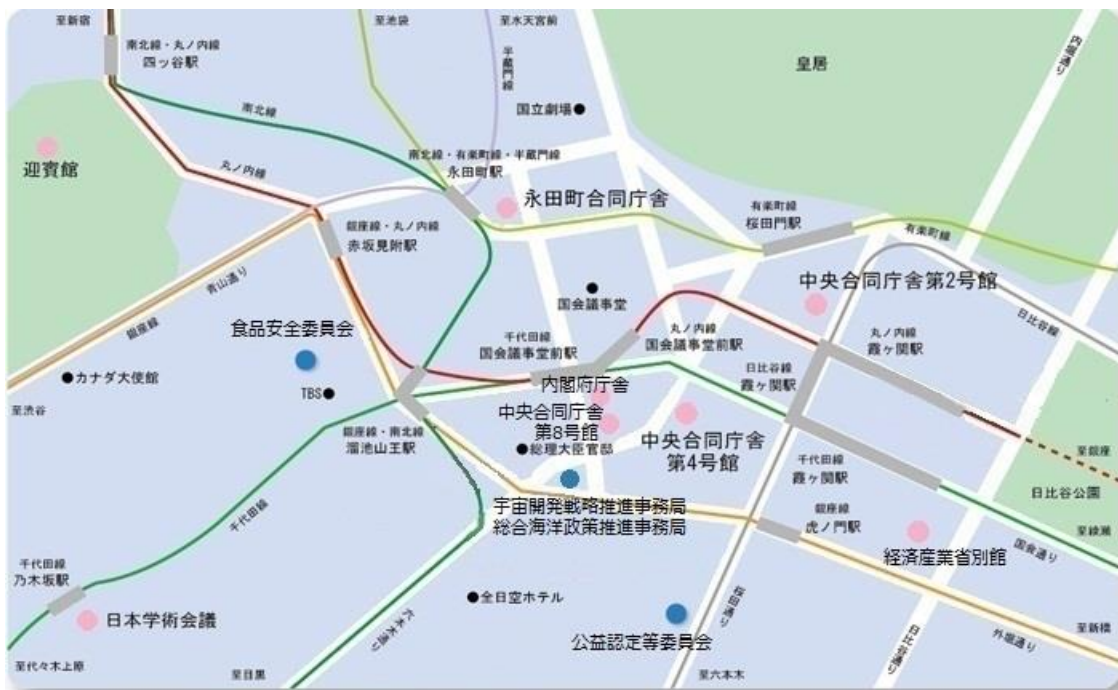 至新宿
至池袋
至水天宮前
内堀通り
南北線・丸ノ内線
四ッ谷駅
半蔵門線
皇居
南北線
国立劇場
迎賓館
丸ノ内線
南北線・有楽町線・半蔵門線
永田町駅
永田町合同庁舎
有楽町線
桜田門駅
有楽町線
銀座線・丸ノ内線
赤坂見附駅
青山通り
銀座線
国会議事堂
中央合同庁舎第2号館
日比谷線
食品安全委員会
千代田線
国会議事堂前駅
丸ノ内線
国会議事堂前駅
丸ノ内線
霞ヶ関駅
日比谷線
霞ヶ関駅
カナダ大使館
TBS
内閣府庁舎
至渋谷
中央合同庁舎
第8号館
銀座線・南北線
溜池山王駅
総理大臣官邸
中央合同庁舎
第4号館
千代田線
霞ヶ関駅
至銀座
日比谷公園
宇宙開発戦略推進事務局
総合海洋政策推進事務局
銀座線
虎ノ門駅
至綾瀬
千代田線
経済産業省別館
国会通り
千代田線
乃木坂駅
全日空ホテル
桜田通り
日本学術会議
六本木通り
公益認定等委員会
日比谷通り
外堀通り
至新橋
至代々木上原
至目黒
至六本木